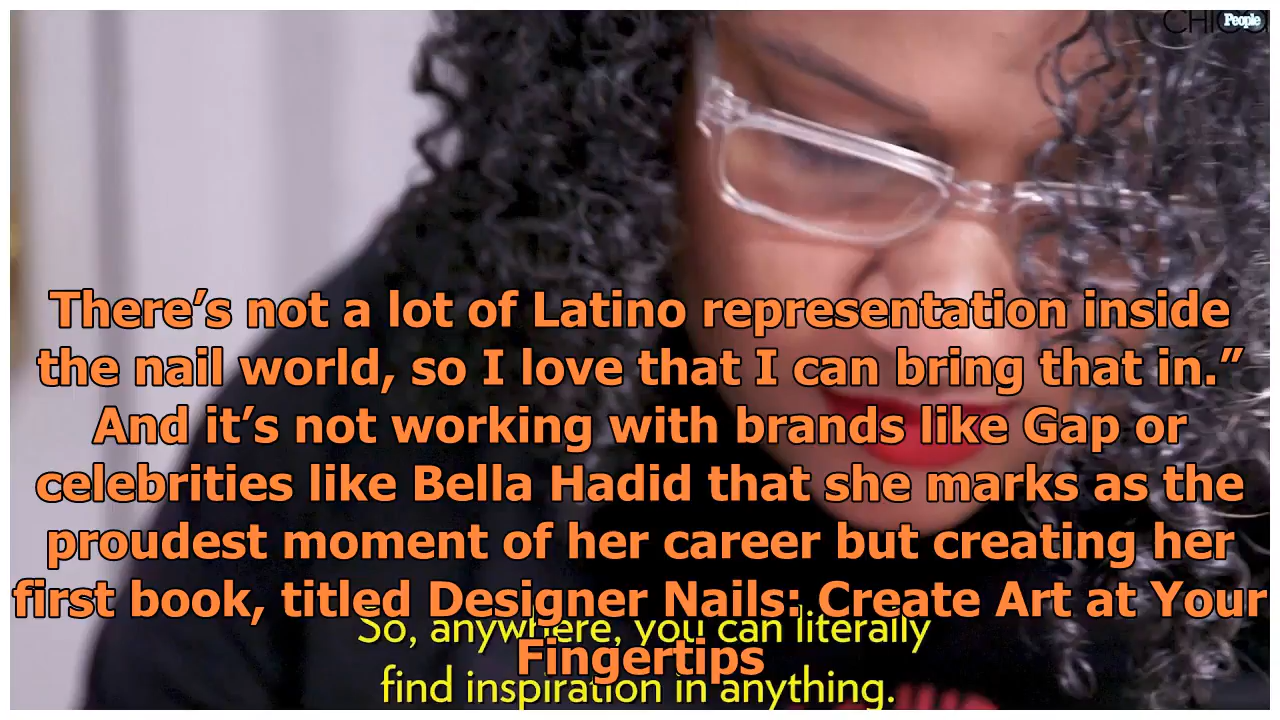 CHICA
People
There’s not a lot of Latino representation inside
the nail world, so I love that I can bring that in.”
And it’s not working with brands like Gap or
celebrities like Bella Hadid that she marks as the
proudest moment of her career but creating her
first book, titled Designer Nails: Create Art at Your
Fingertips
So, anywhere, you can literally
find inspiration in anything.